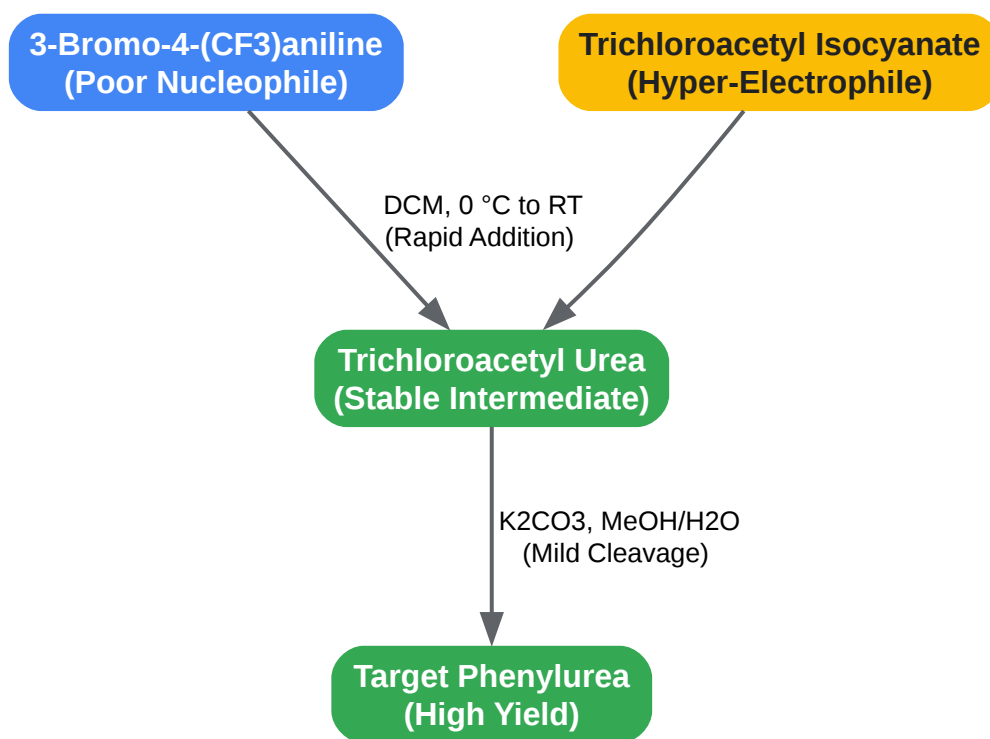 3-Bromo-4-(CF3)aniline
(Poor Nucleophile)
Trichloroacetyl Isocyanate
(Hyper-Electrophile)
DCM, 0 °C to RT
(Rapid Addition)
Trichloroacetyl Urea
(Stable Intermediate)
K2CO3, MeOH/H2O
(Mild Cleavage)
Target Phenylurea
(High Yield)